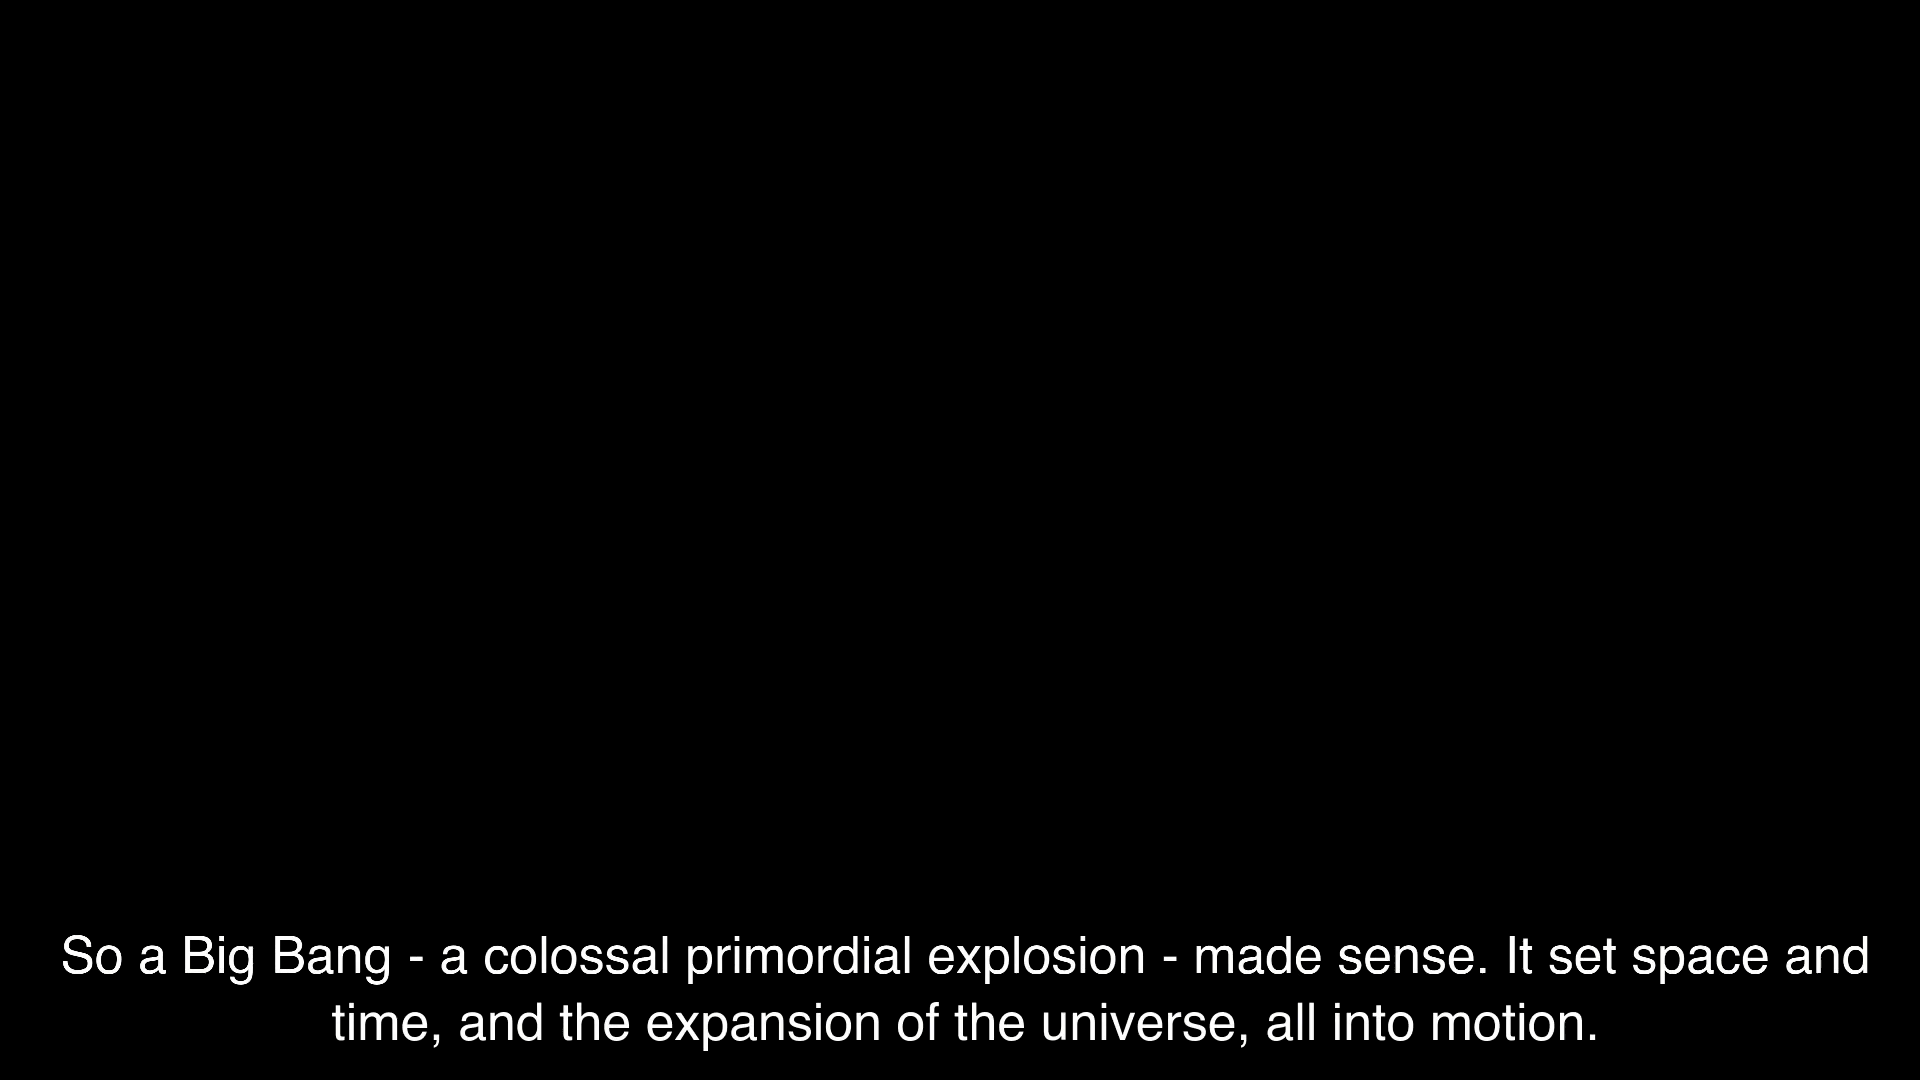 So a Big Bang - a colossal primordial explosion - made sense. It set space and
time, and the expansion of the universe, all into motion.